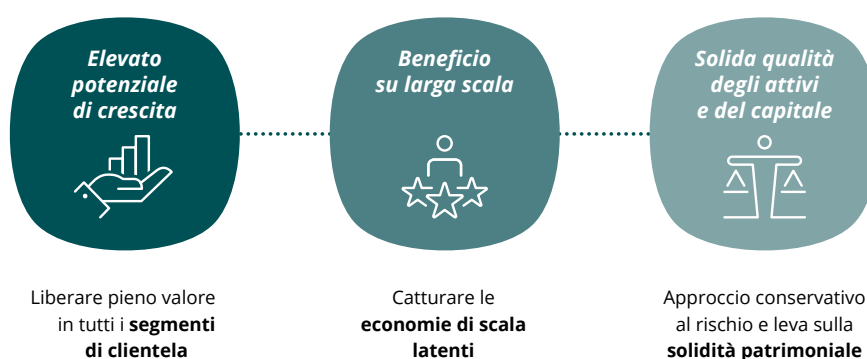 Elevato
potenziale
di crescita
Beneficio
su larga scala
Solida qualità
degli attivi
e del capitale
Liberare pieno valore
in tutti i segmenti
di clientela
Catturare le
economie di scala
latenti
Approccio conservativo
al rischio e leva sulla
solidità patrimoniale